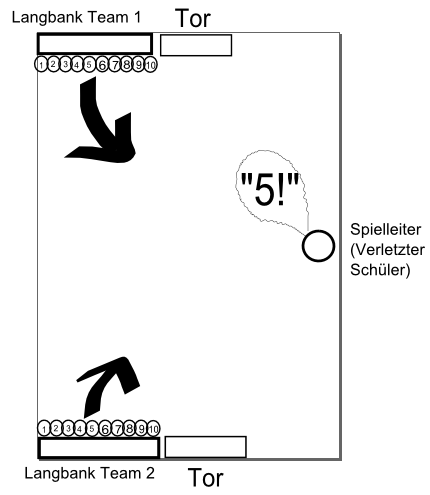 Langbank Team 1
Tor
1 2 3 4 5 6 7 8 9 10
"5!"
Spielleiter
(Verletzter
Schüler)
1 2 3 4 5 6 7 8 9 10
Langbank Team 2
Tor